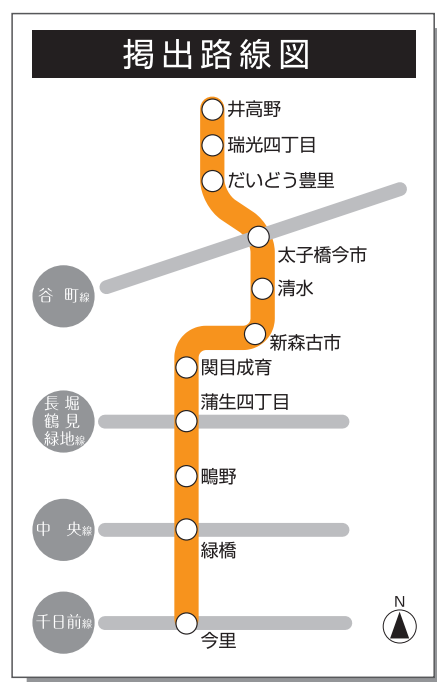 掲出路線図
井高野
瑞光四丁目
だいどう豊里
太子橋今市
谷町線
清水
新森古市
関目成育
蒲生四丁目
長堀
鶴見
緑地線
鴫野
中央線
緑橋
千日前線
今里
N